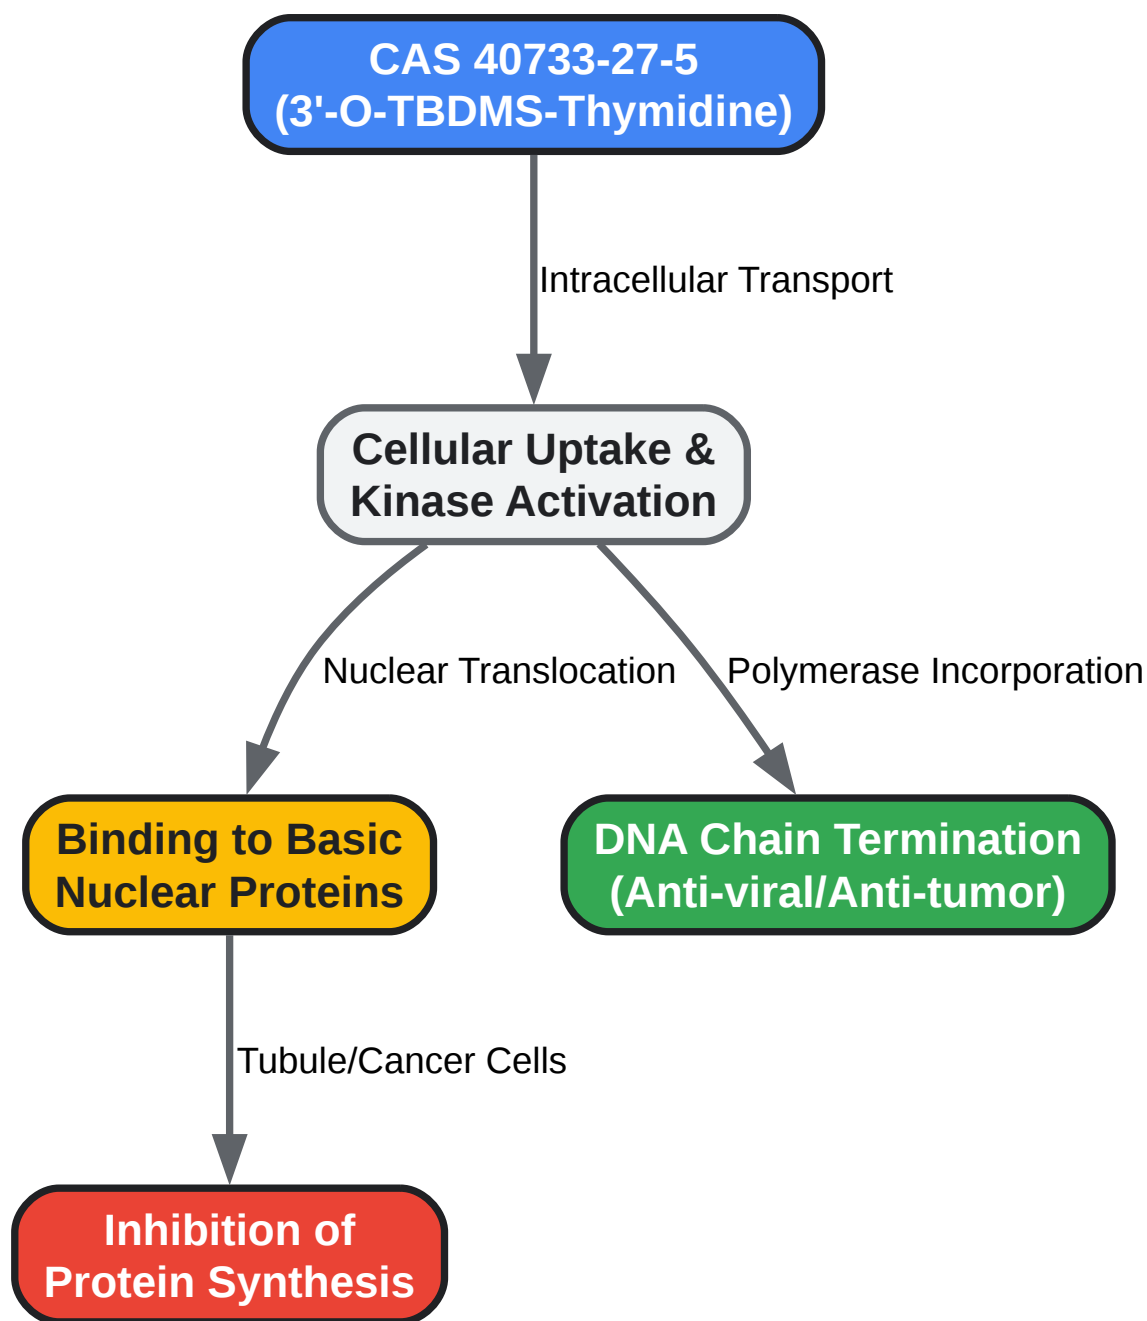 CAS 40733-27-5
(3'-O-TBDMS-Thymidine)
Intracellular Transport
Cellular Uptake &
Kinase Activation
Nuclear Translocation
Polymerase Incorporation
Binding to Basic
Nuclear Proteins
DNA Chain Termination
(Anti-viral/Anti-tumor)
Tubule/Cancer Cells
Inhibition of
Protein Synthesis